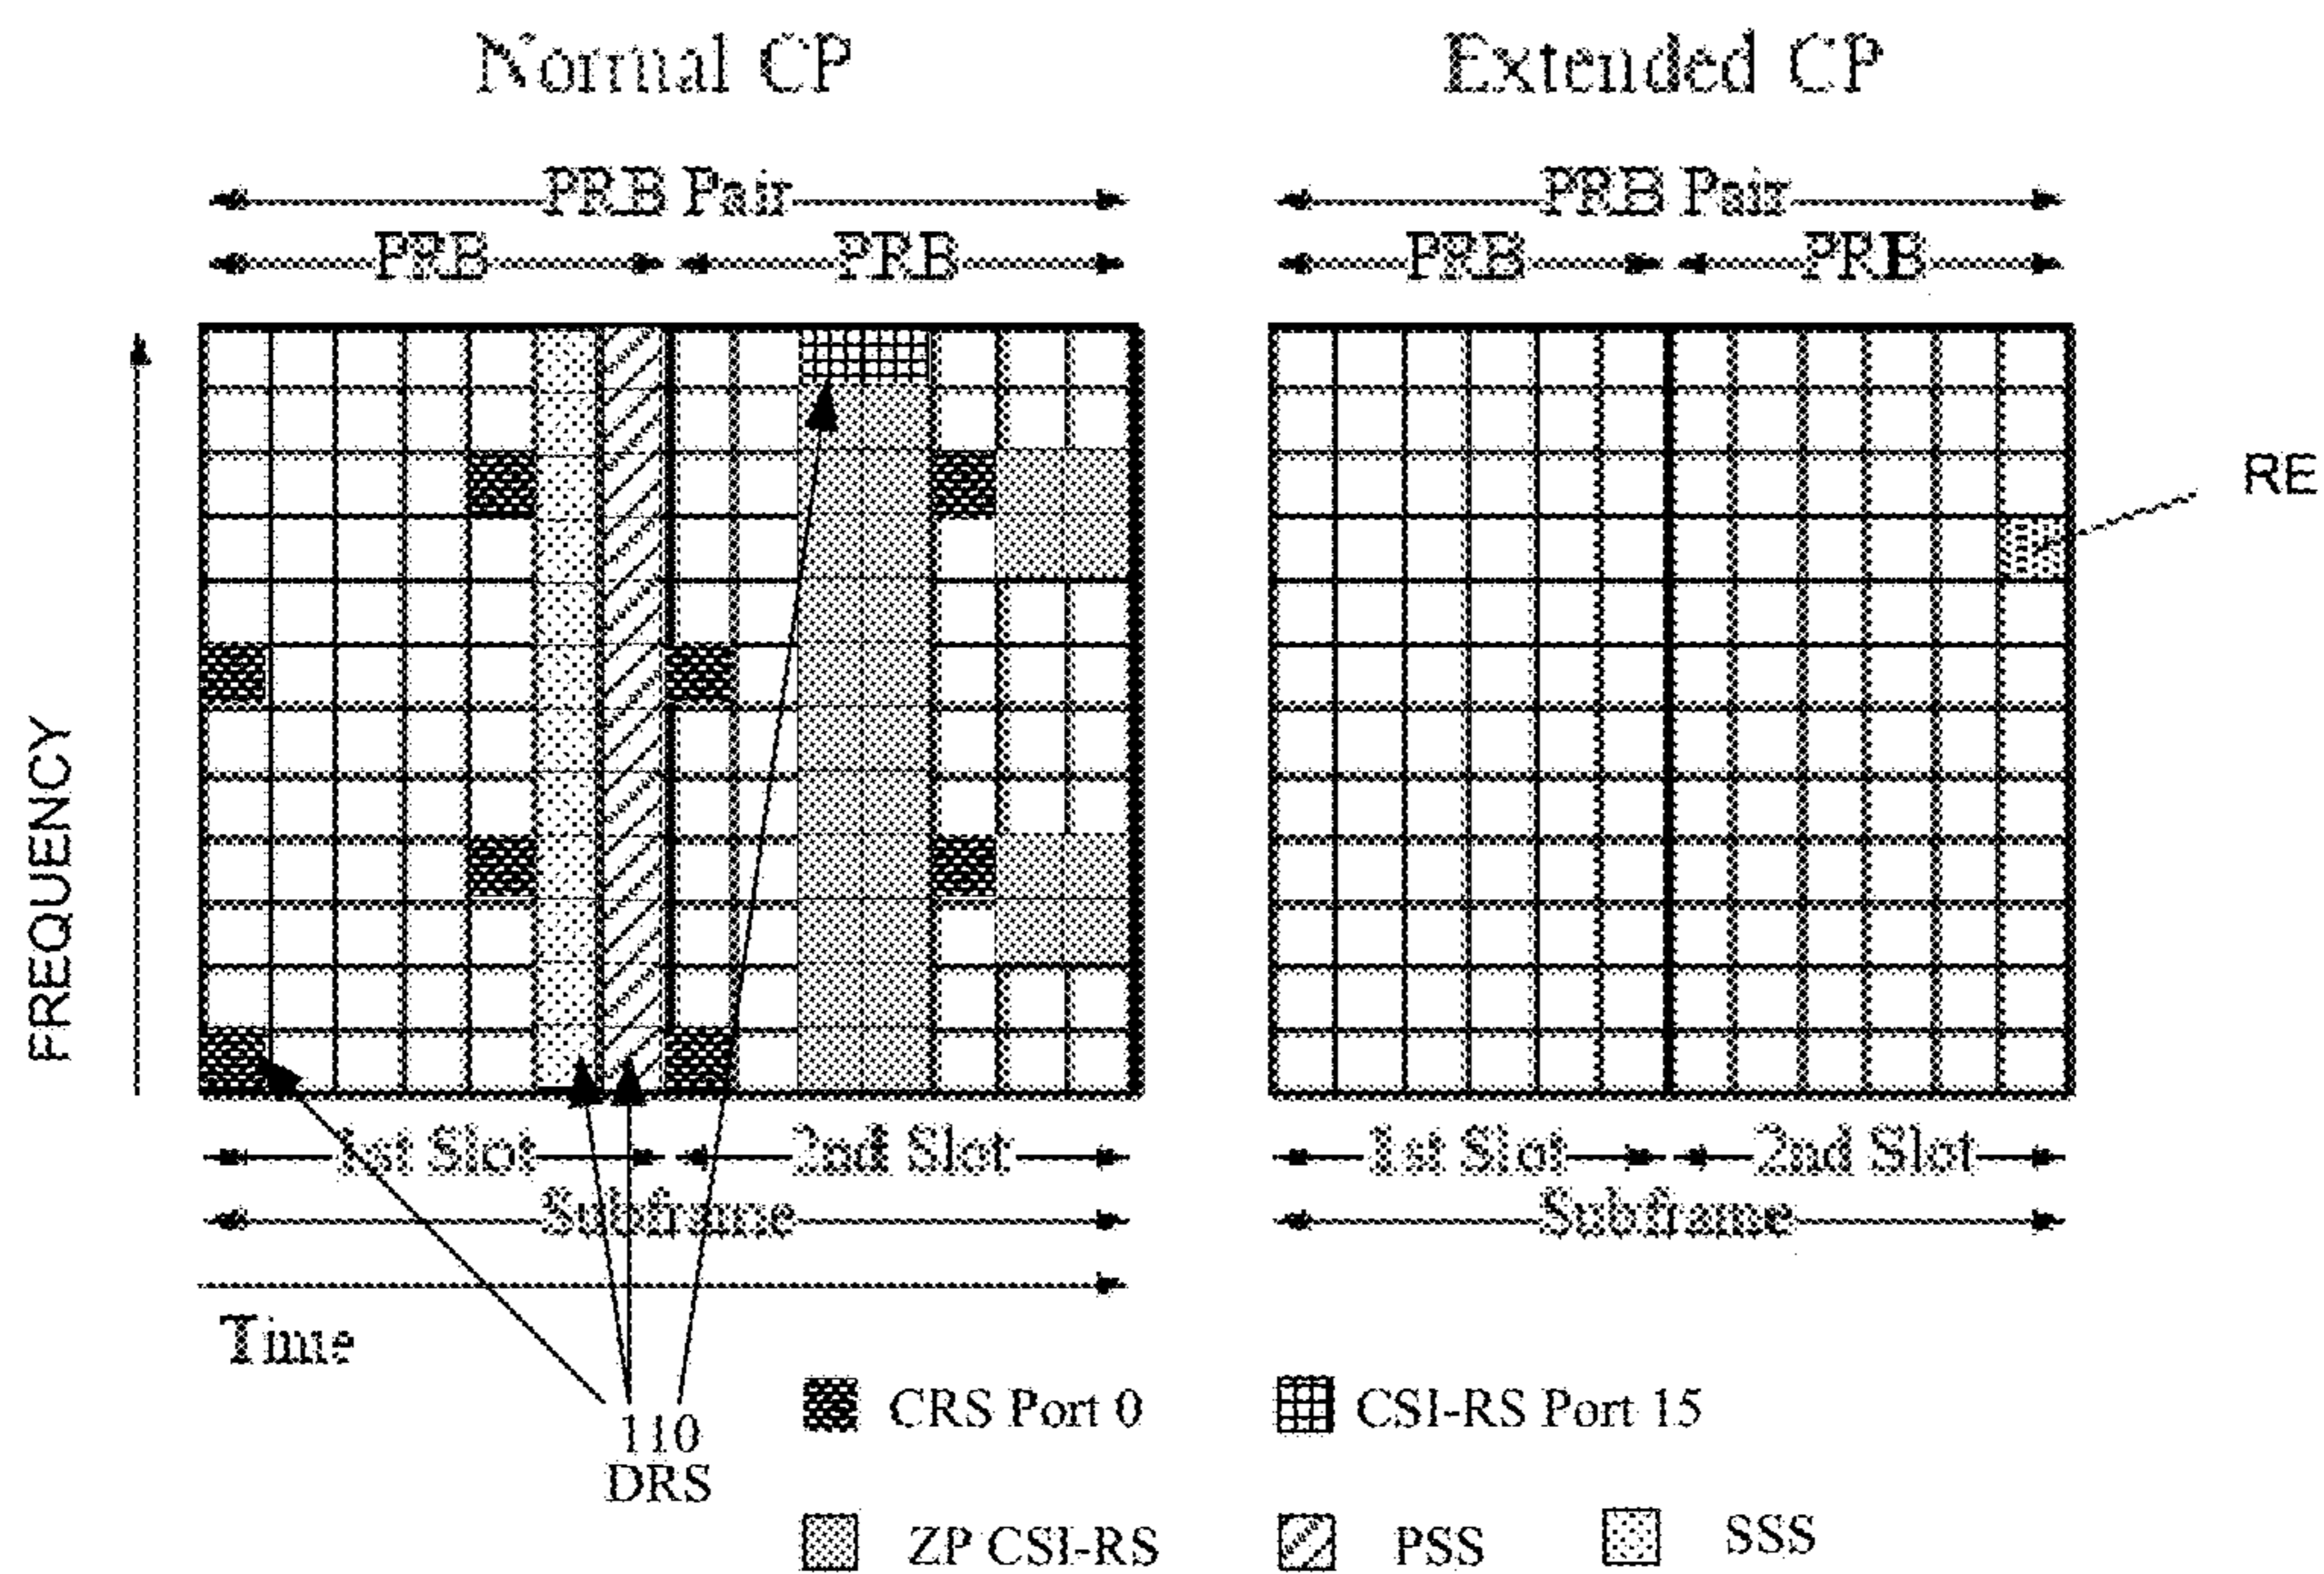 Normal CP
Extended CP
PRB Pair
PRB Pair
PRB
PRB
PRB
PRB
RE
FREQUENCY
1st Slot
2nd Slot
1st Slot
2nd Slot
Subframe
Subframe
Time
110
DRS
CRS Port 0
CSI-RS Port 15
ZP CSI-RS
PSS
SSS